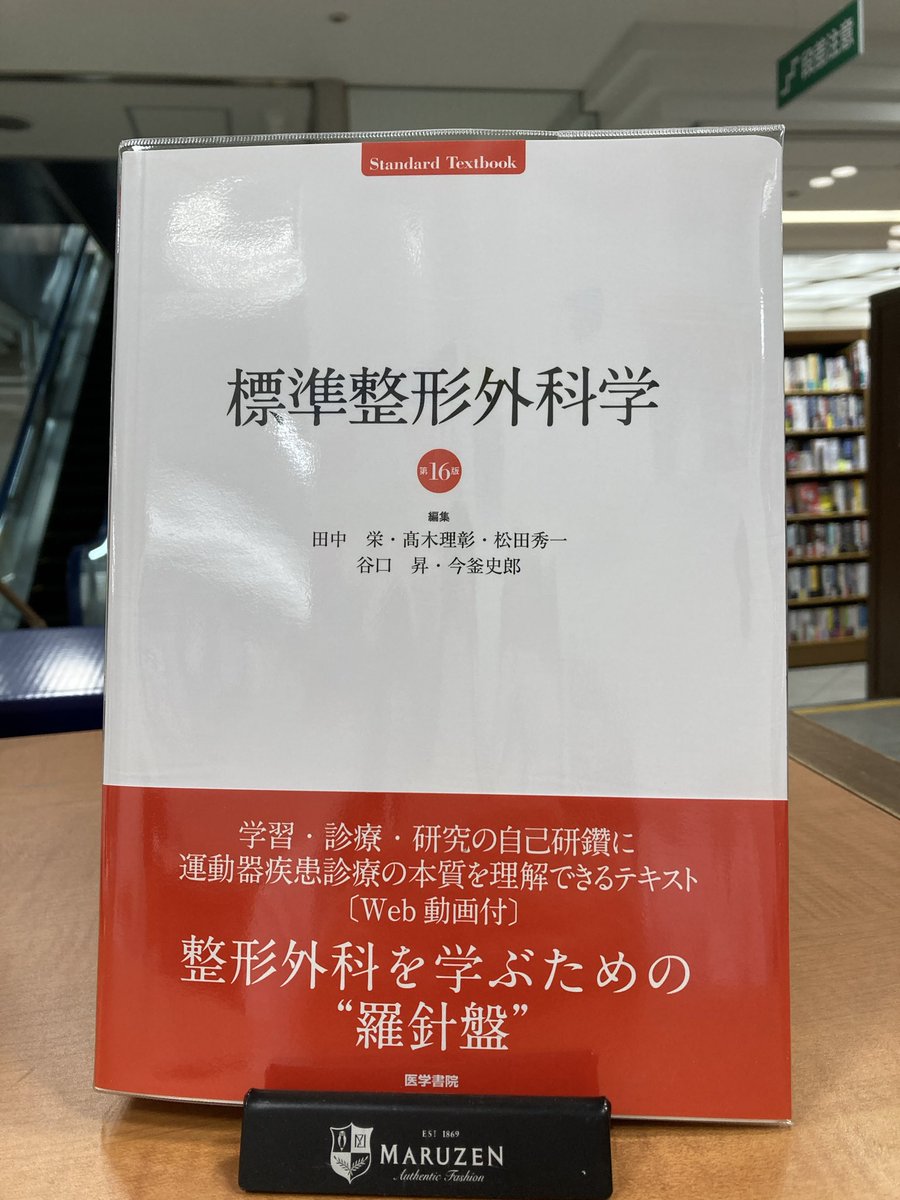 段差注意
Standard Textbook
標準整形外科学
第16版
編集
田中　栄・髙木理彰・松田秀一
谷口　昇・今釜史郎
学習・診療・研究の自己研鑽に
運動器疾患診療の本質を理解できるテキスト
〔Web動画付〕
整形外科を学ぶための
“羅針盤”
医学書院
EST 1869
MARUZEN
Authentic Fashion